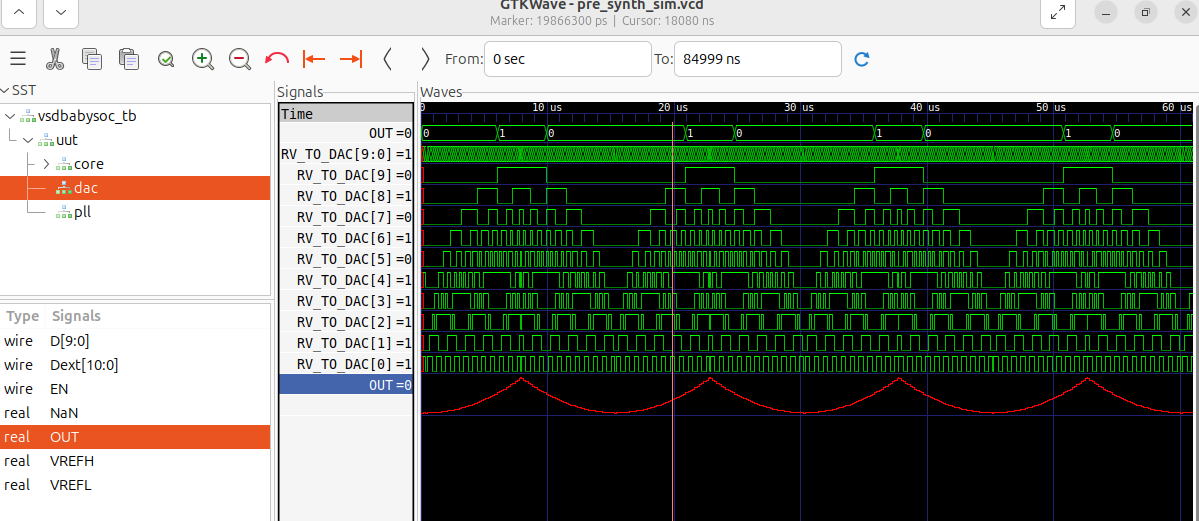 GTKWave - pre_synth_sim.vcd
Marker: 19866300 ps | Cursor: 18080 ns
From: 0 sec To: 84999 ns
SST
vsdbabysoc_tb
uut
core
dac
pll
Type Signals
wire D[9:0]
wire Dext[10:0]
wire EN
real NaN
real OUT
real VREFH
real VREFL
Signals
Time
OUT =0
RV_TO_DAC[9:0] =1
RV_TO_DAC[9] =0
RV_TO_DAC[8] =1
RV_TO_DAC[7] =0
RV_TO_DAC[6] =1
RV_TO_DAC[5] =0
RV_TO_DAC[4] =1
RV_TO_DAC[3] =1
RV_TO_DAC[2] =1
RV_TO_DAC[1] =1
RV_TO_DAC[0] =1
OUT =0
Waves
0 10 us 20 us 30 us 40 us 50 us 60 us
0 1 0 1 0 1 0 1 0